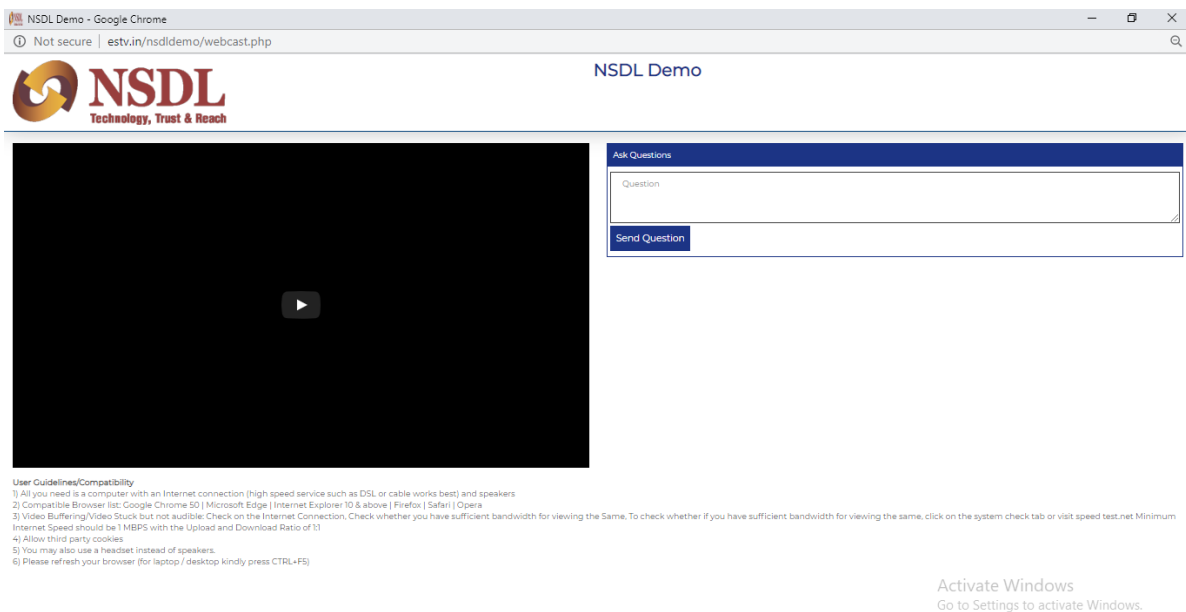 NSDL Demo - Google Chrome
Not secure | estv.in/nsdldemo/webcast.php
NSDL
Technology, Trust & Reach
NSDL Demo
Ask Questions
Question
Send Question
User Guidelines/Compatibility
1) All you need is a computer with an Internet connection (high speed service such as DSL or cable works best) and speakers
2) Compatible Browser list: Google Chrome 50 | Microsoft Edge | Internet Explorer 10 & above | Firefox | Safari | Opera
3) Video Buffering/Video Stuck but not audible: Check on the Internet Connection, Check whether you have sufficient bandwidth for viewing the Same, To check whether if you have sufficient bandwidth for viewing the same, click on the system check tab or visit speed test.net Minimum
Internet Speed should be 1 MBPS with the Upload and Download Ratio of 1:1
4) Allow third party cookies
5) You may also use a headset instead of speakers.
6) Please refresh your browser (for laptop / desktop kindly press CTRL+F5)
Activate Windows
Go to Settings to activate Windows.